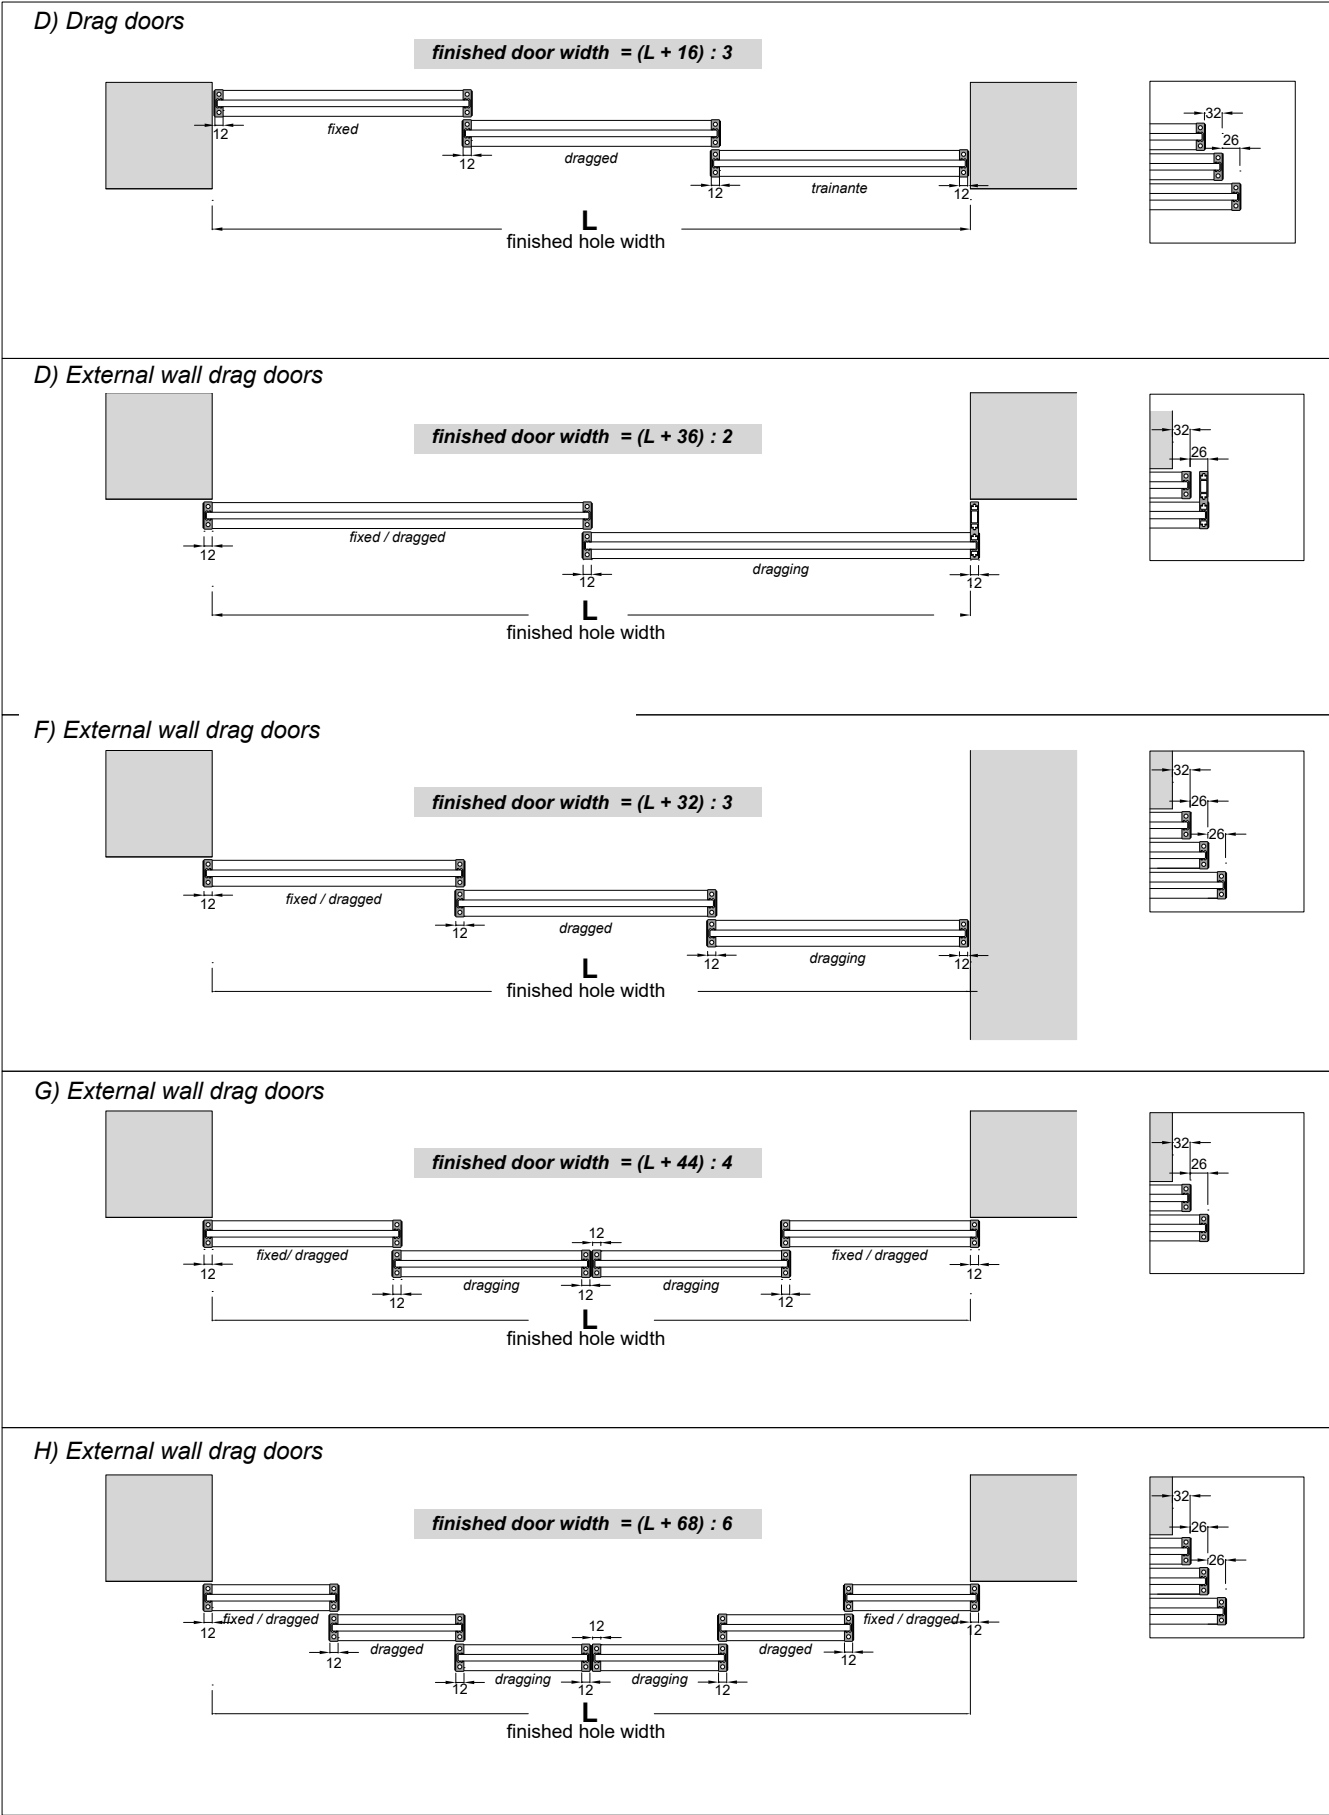 D) Drag doors
finished door width = (L + 16) : 3
12
fixed
12
dragged
12
trainante
12
L
finished hole width
32
26
D) External wall drag doors
finished door width = (L + 36) : 2
12
fixed / dragged
12
dragging
12
L
finished hole width
32
26
F) External wall drag doors
finished door width = (L + 32) : 3
12
fixed / dragged
12
dragged
12
dragging
12
L
finished hole width
32
26
26
G) External wall drag doors
finished door width = (L + 44) : 4
12
fixed/ dragged
12
dragging
12
12
dragging
12
fixed / dragged
12
L
finished hole width
32
26
H) External wall drag doors
finished door width = (L + 68) : 6
12
fixed / dragged
12
dragged
12
dragging
12
12
dragging
12
dragged
12
fixed / dragged
12
L
finished hole width
32
26
26